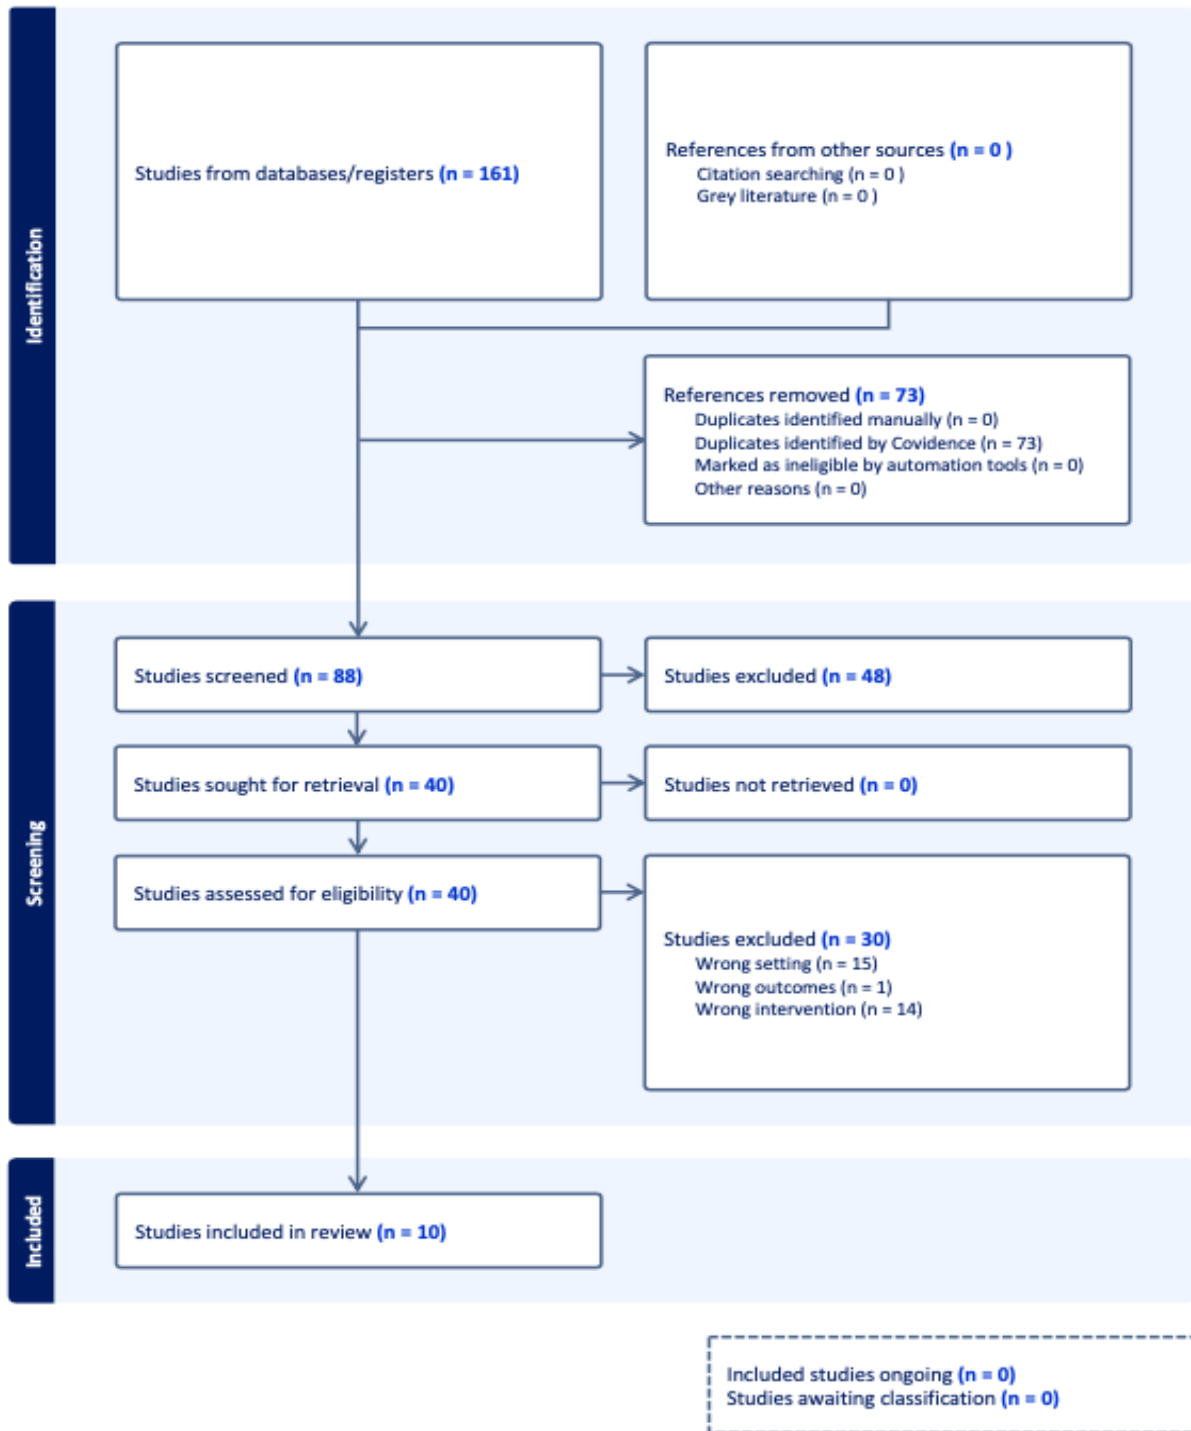 Identification
Studies from databases/registers (n = 161)
References from other sources (n = 0 )
Citation searching (n = 0 )
Grey literature (n = 0 )
References removed (n = 73)
Duplicates identified manually (n = 0)
Duplicates identified by Covidence (n = 73)
Marked as ineligible by automation tools (n = 0)
Other reasons (n = 0)
Screening
Studies screened (n = 88)
Studies excluded (n = 48)
Studies sought for retrieval (n = 40)
Studies not retrieved (n = 0)
Studies assessed for eligibility (n = 40)
Studies excluded (n = 30)
Wrong setting (n = 15)
Wrong outcomes (n = 1)
Wrong intervention (n = 14)
Included
Studies included in review (n = 10)
Included studies ongoing (n = 0)
Studies awaiting classification (n = 0)